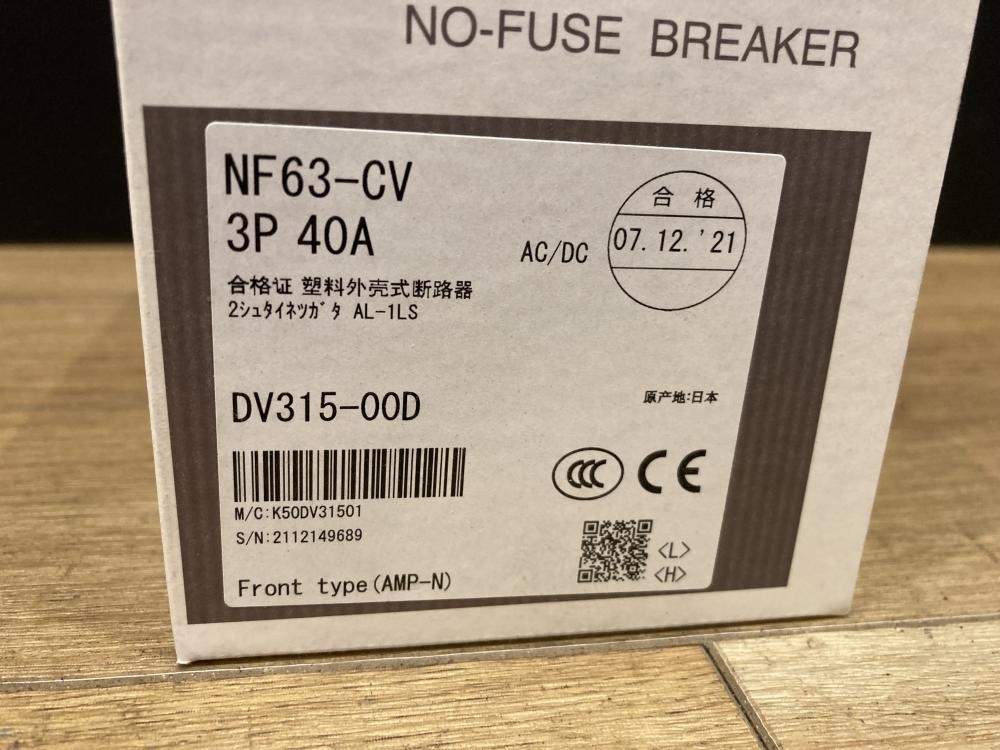 NO-FUSE BREAKER
NF63-CV
3P 40A
AC/DC
合格
07.12.'21
合格证 塑料外壳式断路器
2シュタイネツガタ AL-1LS
DV315-00D
原产地:日本
CCC CE
M/C:K50DV31501
S/N:2112149689
<L>
<H>
Front type(AMP-N)